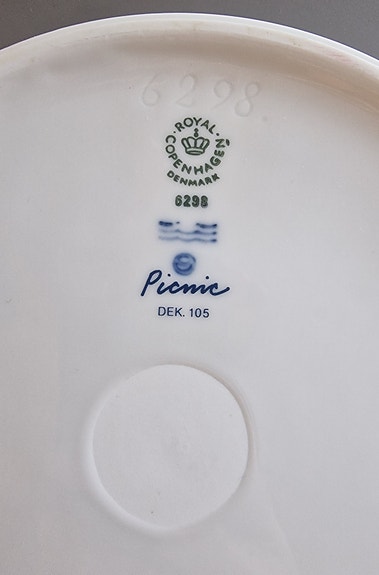 6298.
ROYAL
COPENHAGEN
DENMARK
6298
S
Picnic
DEK. 105